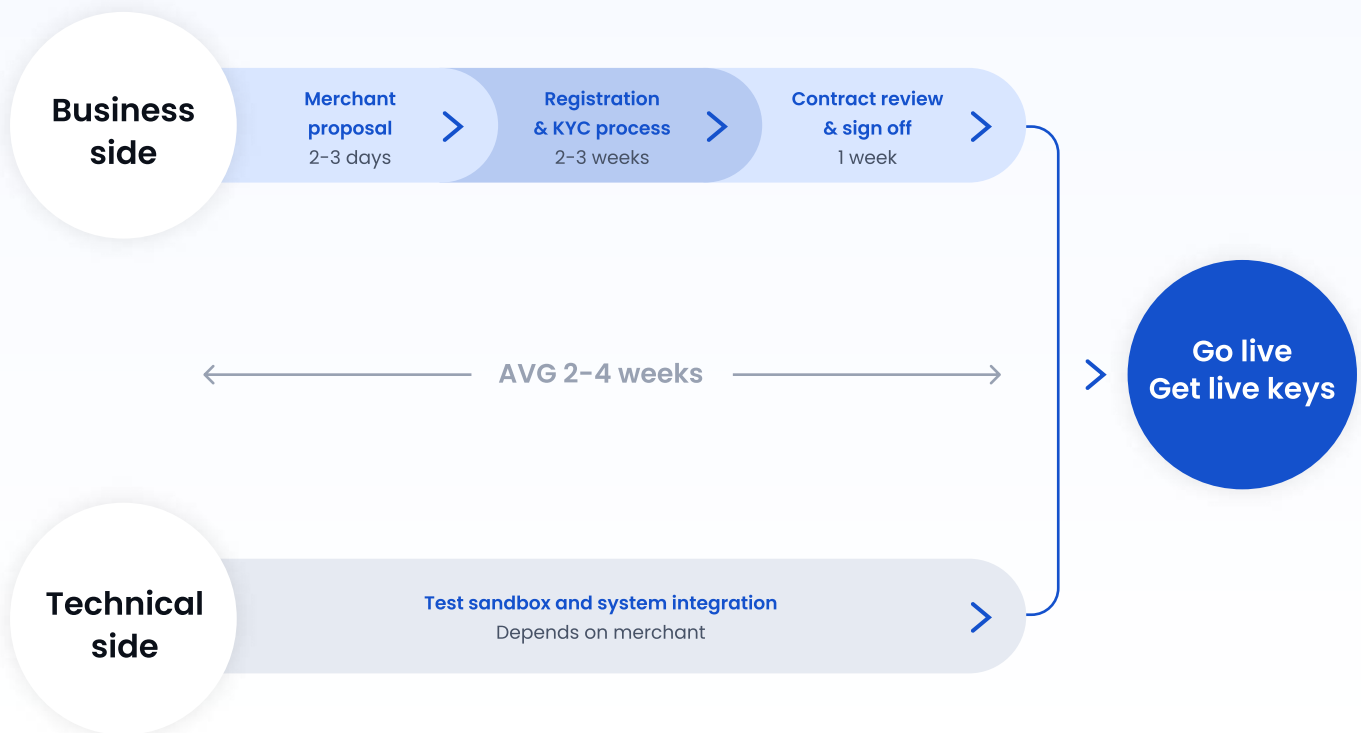 Business
side
Merchant
proposal
2-3 days
Registration
& KYC process
2-3 weeks
Contract review
& sign off
1 week
AVG 2-4 weeks
Go live
Get live keys
Technical
side
Test sandbox and system integration
Depends on merchant